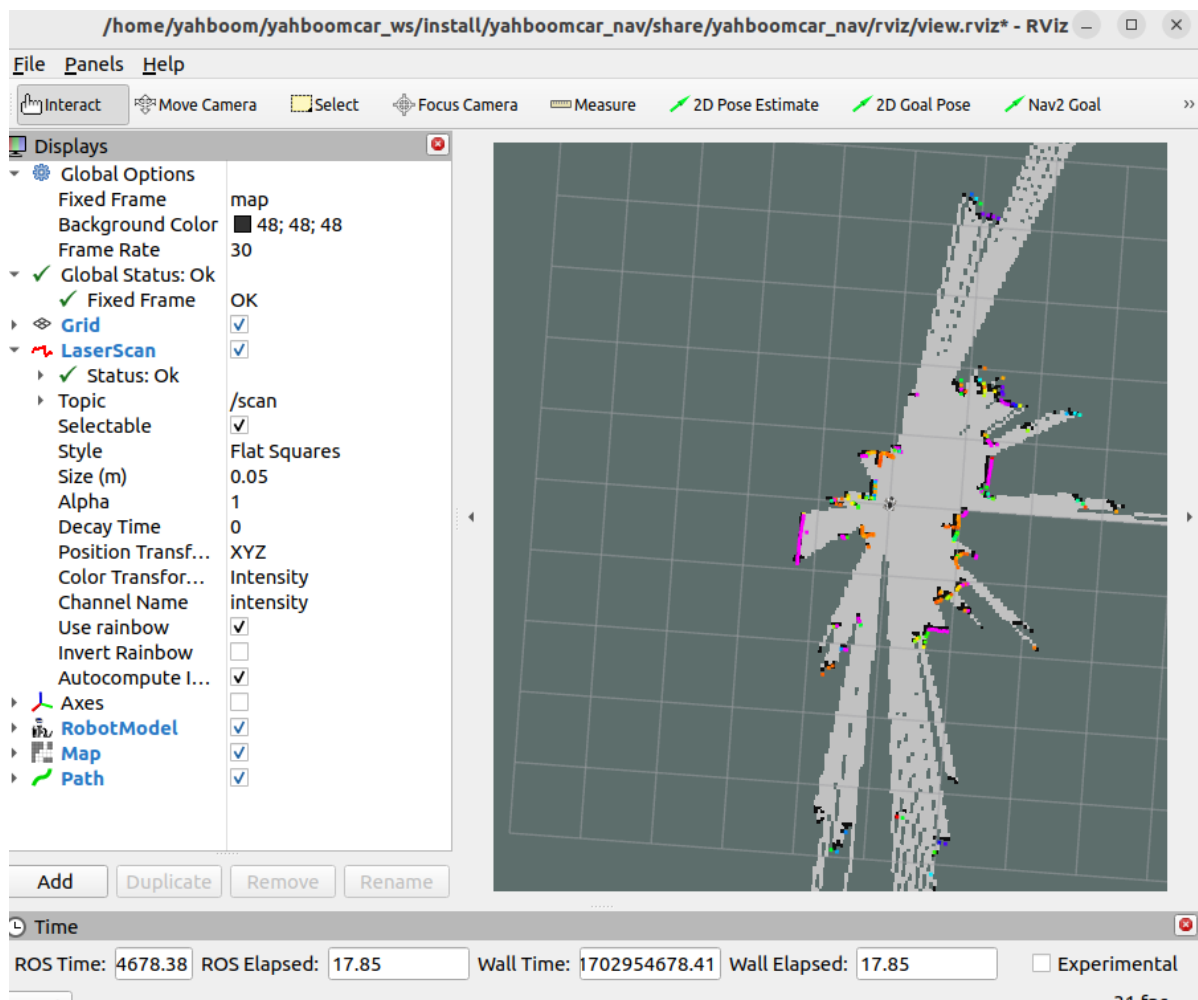 /home/yahboom/yahboomcar_ws/install/yahboomcar_nav/share/yahboomcar_nav/rviz/view.rviz* - RViz
File Panels Help
Interact Move Camera Select Focus Camera Measure 2D Pose Estimate 2D Goal Pose Nav2 Goal »
Displays
Global Options
Fixed Frame map
Background Color 48; 48; 48
Frame Rate 30
Global Status: Ok
Fixed Frame OK
Grid
LaserScan
Status: Ok
Topic /scan
Selectable
Style Flat Squares
Size (m) 0.05
Alpha 1
Decay Time 0
Position Transf... XYZ
Color Transfor... Intensity
Channel Name intensity
Use rainbow
Invert Rainbow
Autocompute I...
Axes
RobotModel
Map
Path
Add Duplicate Remove Rename
Time
ROS Time: 4678.38 ROS Elapsed: 17.85 Wall Time: 1702954678.41 Wall Elapsed: 17.85 Experimental